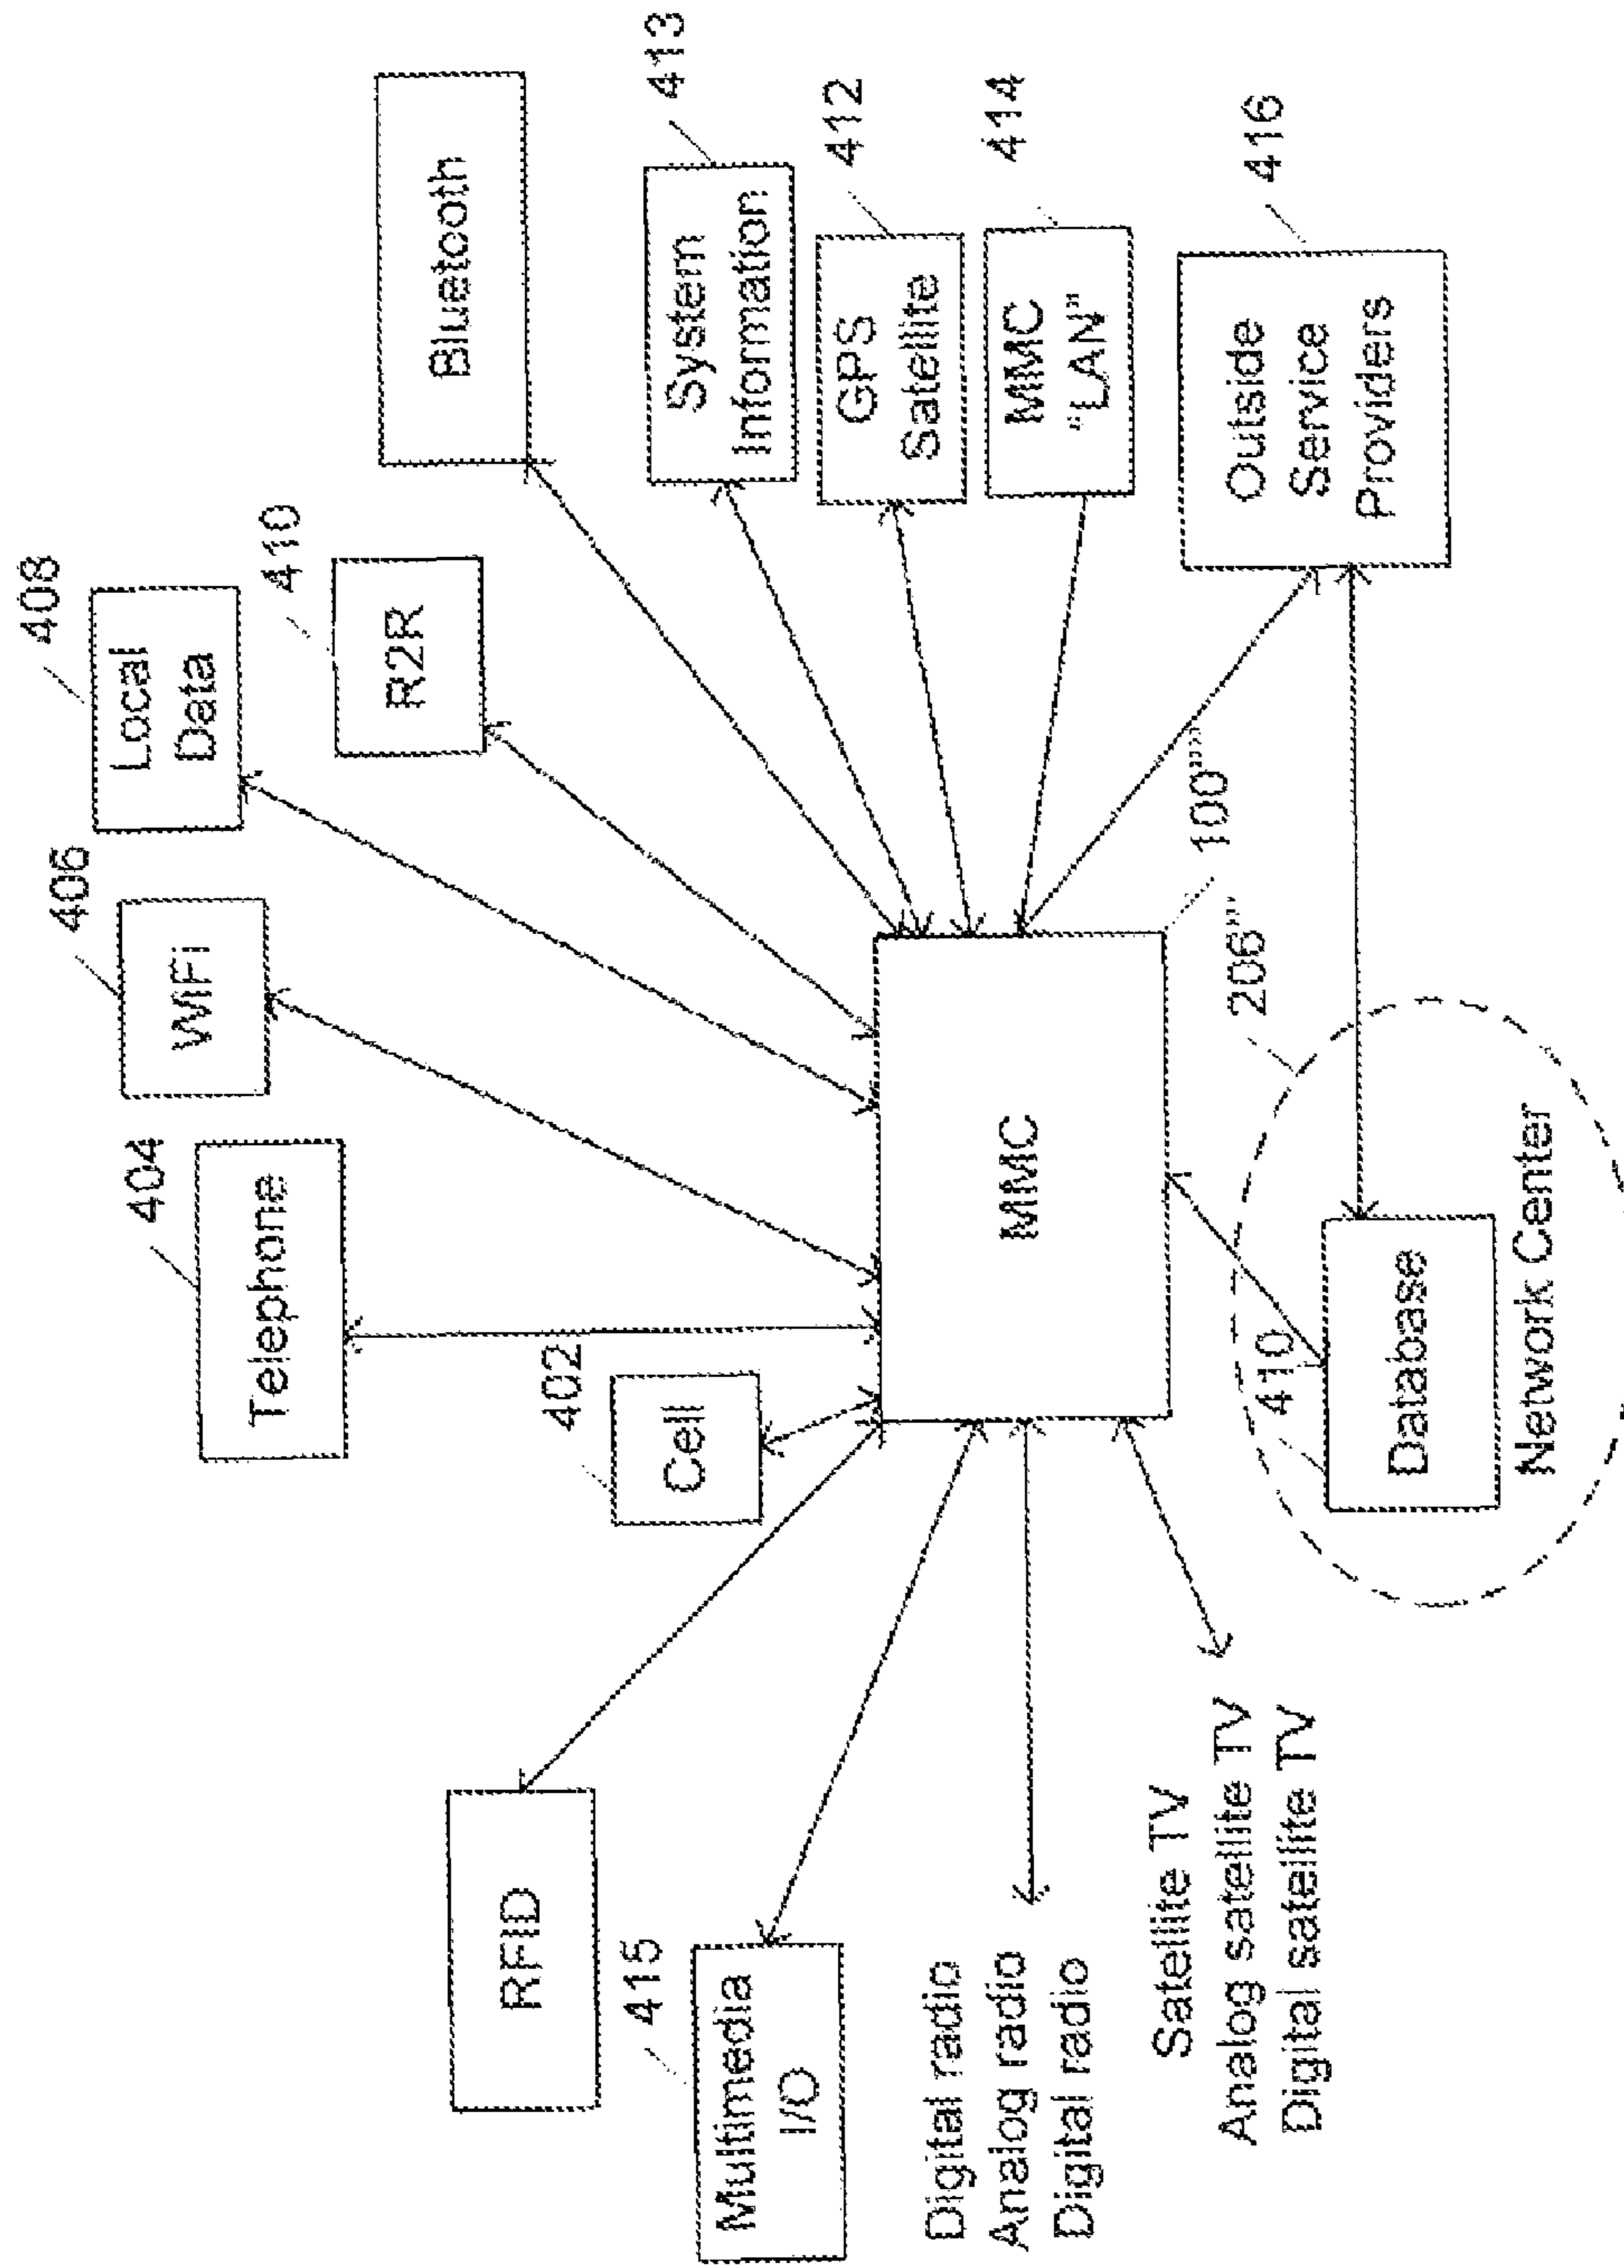 RFID
415
Multimedia
I/O
Digital radio
Analog radio
Digital radio
Satellite TV
Analog satellite TV
Digital satellite TV
404
Telephone
402
Cell
406
WiFi
408
Local
Data
410
R2R
Bluetooth
413
System
Information
412
GPS
Satellite
414
MMC
"LAN"
416
Outside
Service
Providers
MMC
410
Database
Network Center